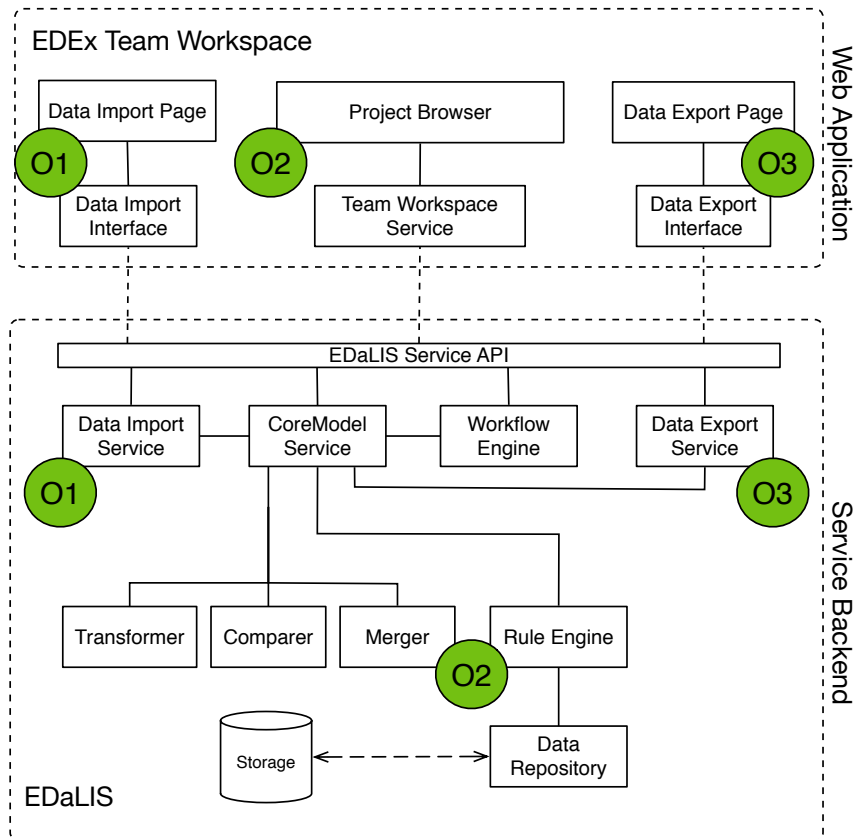 EDEx Team Workspace
Data Import Page
Project Browser
Data Export Page
O1
O2
O3
Data Import
Interface
Team Workspace
Service
Data Export
Interface
Web Application
EDaLIS Service API
Data Import
Service
CoreModel
Service
Workflow
Engine
Data Export
Service
O1
O3
Service Backend
Transformer
Comparer
Merger
Rule Engine
O2
Storage
Data
Repository
EDaLIS